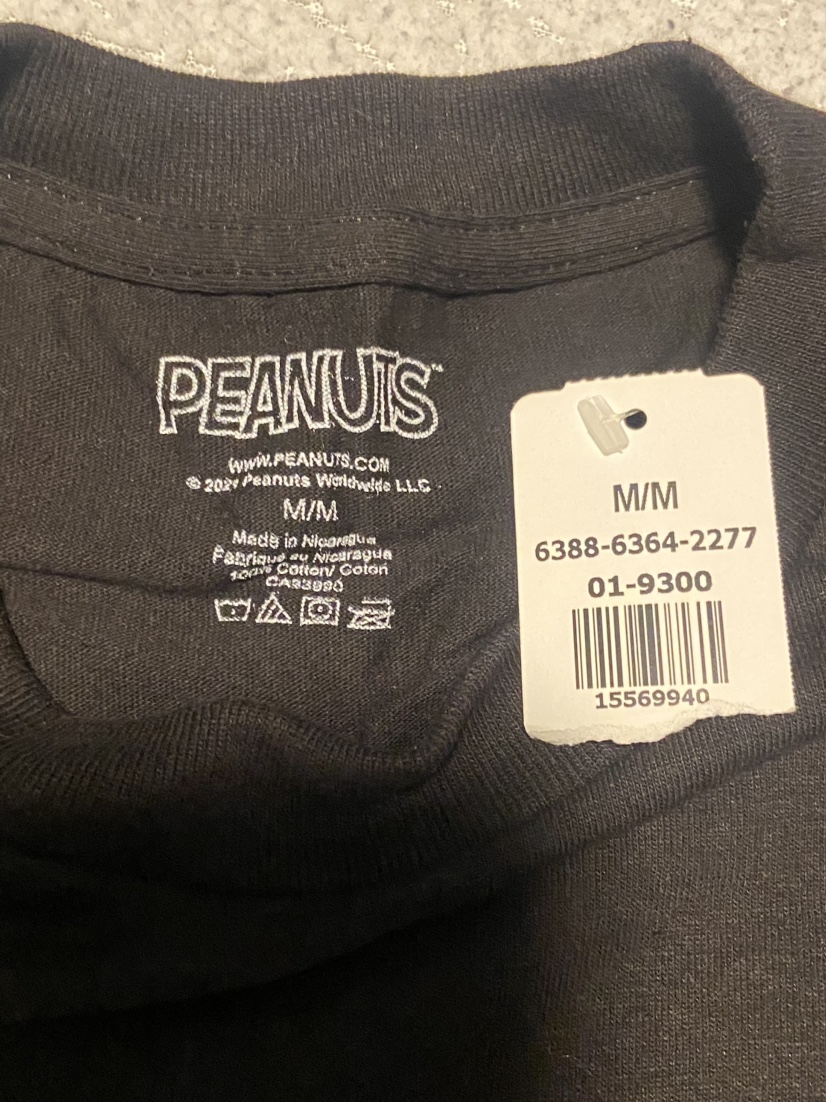 PEANUTS
www.PEANUTS.COM
Peanuts Worldwide LLC
M/M
Made in Nicaragua
Fabriqué au Nicaragua
100% Cotton/ Coton
M/M
6388-6364-2277
01-9300
15569940